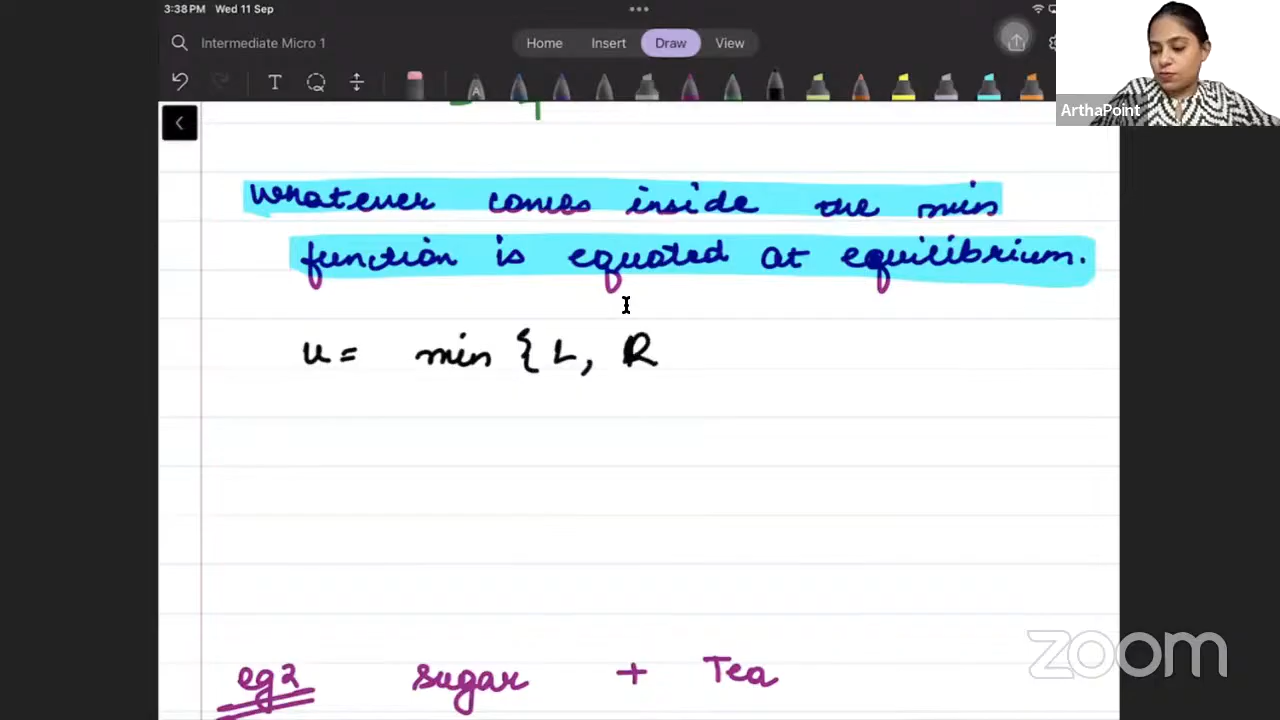 3:38 PM Wed 11 Sep
Intermediate Micro 1
Home Insert Draw View
T
A
ArthaPoint
Whatever comes inside the min
function is equated at equilibrium.
u = min { L, R
eg2 sugar + Tea
zoom